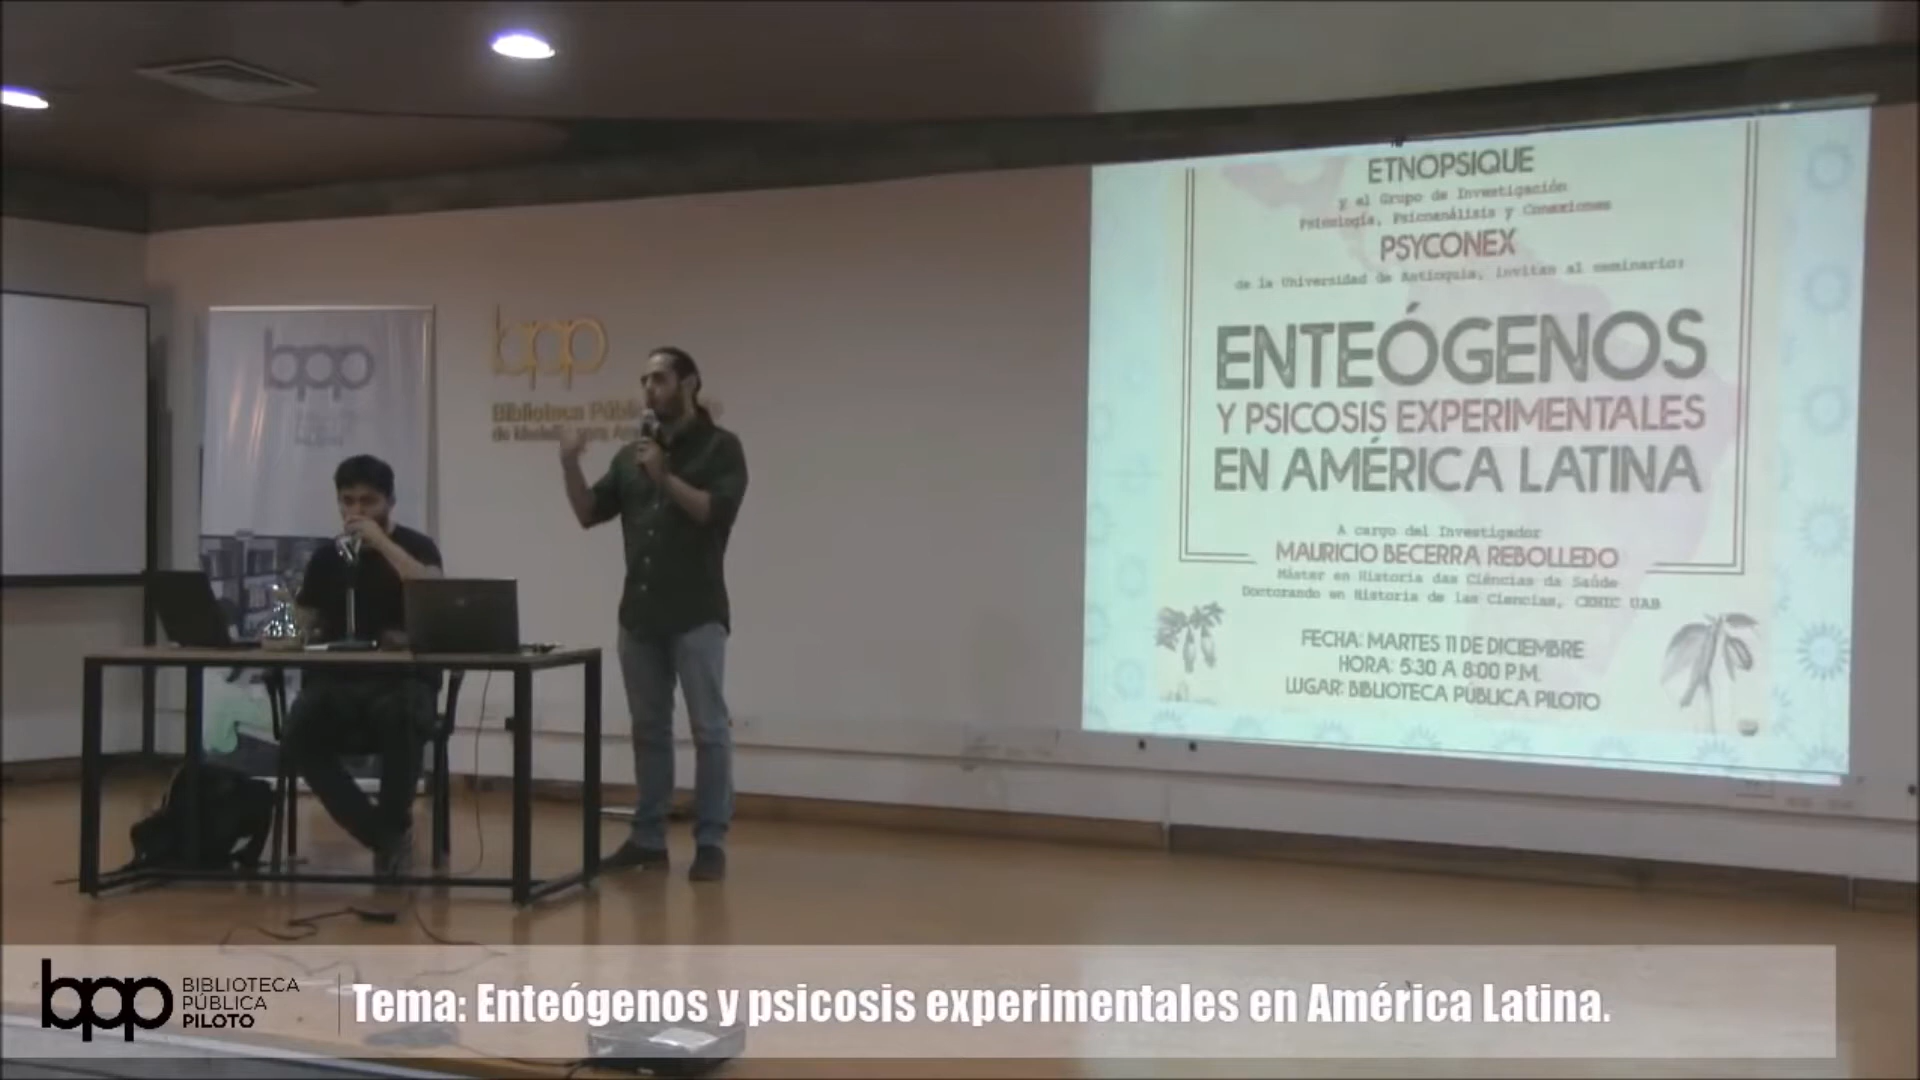 ETNOPSIQUE
y el Grupo de Investigación
Psicología, Psicoanálisis y Conexiones
PSYCONEX
de la Universidad de Antioquia, invitan al seminario:
ENTEÓGENOS
Y PSICOSIS EXPERIMENTALES
EN AMÉRICA LATINA
A cargo del Investigador
MAURICIO BECERRA REBOLLEDO
Máster en Historia das Ciências da Saúde
Doctorando en Historia de las Ciencias, CEHIC UAB
FECHA: MARTES 11 DE DICIEMBRE
HORA: 5:30 A 8:00 P.M.
LUGAR: BIBLIOTECA PÚBLICA PILOTO
bpp
bpp
Biblioteca Públic
de Medell
bpp
BIBLIOTECA
PÚBLICA
PILOTO
Tema: Enteógenos y psicosis experimentales en América Latina.